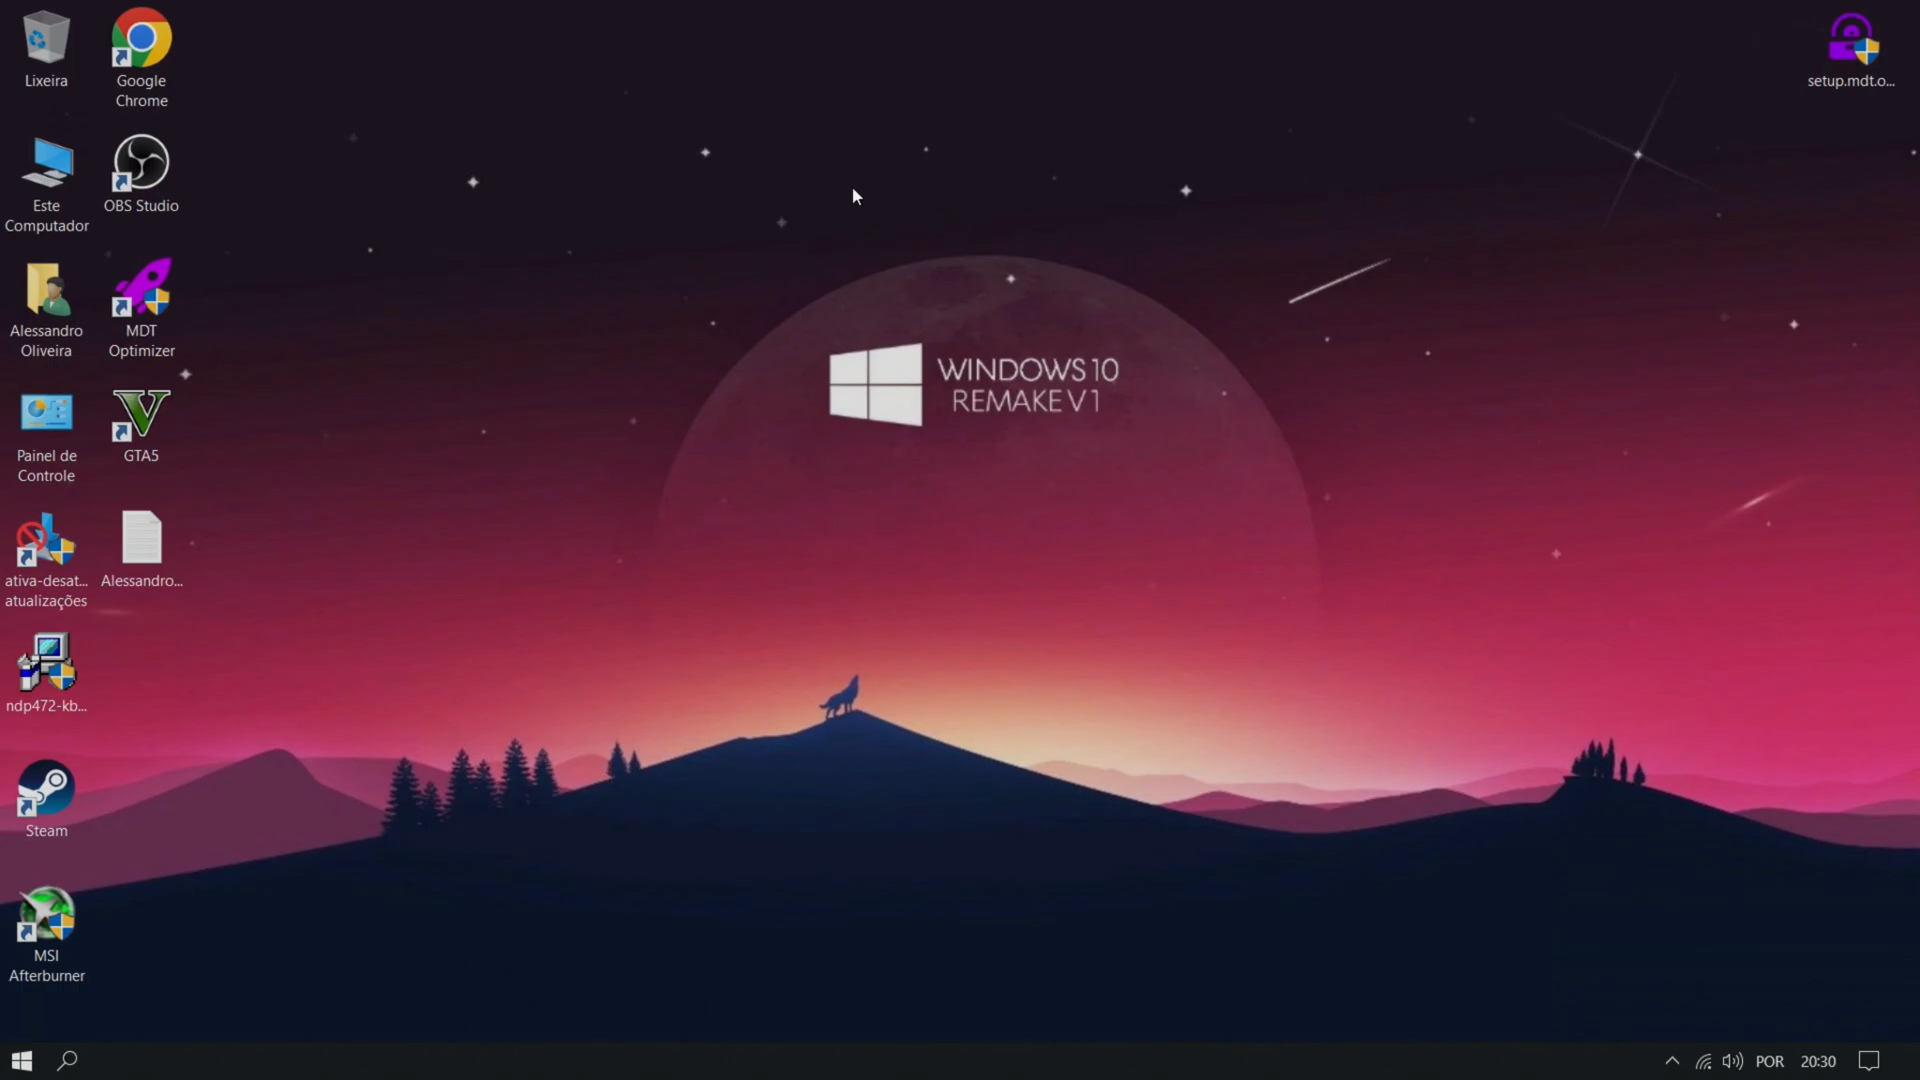 Lixeira
Google
Chrome
setup.mdt.o...
Este
Computador
OBS Studio
Alessandro
Oliveira
MDT
Optimizer
WINDOWS 10
REMAKE V1
Painel de
Controle
GTA5
ativa-desat...
atualizações
Alessandro...
ndp472-kb...
Steam
MSI
Afterburner
POR
20:30